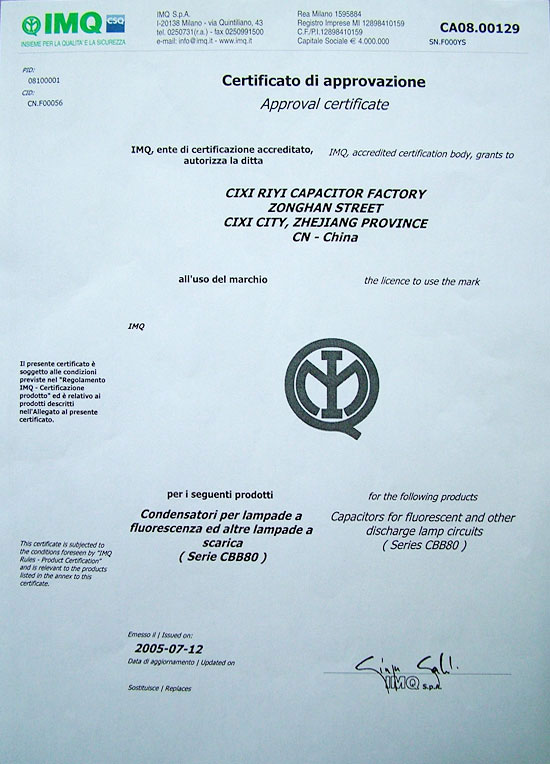 IMQ
CSQ
INSIEME PER LA QUALITÀ E LA SICUREZZA
IMQ S.p.A.
I-20138 Milano - via Quintiliano, 43
tel. 0250731(r.a.) - fax 0250991500
e-mail: info@imq.it - www.imq.it
Rea Milano 1595884
Registro Imprese MI 12898410159
C.F./P.I.12898410159
Capitale Sociale € 4.000.000
CA08.00129
SN.F000YS
PID:
08100001
CID:
CN.F00056
Certificato di approvazione
Approval certificate
IMQ, ente di certificazione accreditato,
autorizza la ditta
IMQ, accredited certification body, grants to
CIXI RIYI CAPACITOR FACTORY
ZONGHAN STREET
CIXI CITY, ZHEJIANG PROVINCE
CN - China
all'uso del marchio
the licence to use the mark
IMQ
Il presente certificato è
soggetto alle condizioni
previste nel "Regolamento
IMQ - Certificazione
prodotto" ed è relativo ai
prodotti descritti
nell'Allegato al presente
certificato.
per i seguenti prodotti
for the following products
Condensatori per lampade a
fluorescenza ed altre lampade a
scarica
( Serie CBB80 )
Capacitors for fluorescent and other
discharge lamp circuits
( Series CBB80 )
This certificate is subjected to
the conditions foreseen by "IMQ
Rules - Product Certification"
and is relevant to the products
listed in the annex to this
certificate.
Emesso il | Issued on:
2005-07-12
Data di aggiornamento | Updated on
Sostituisce | Replaces
IMQ S.p.A.